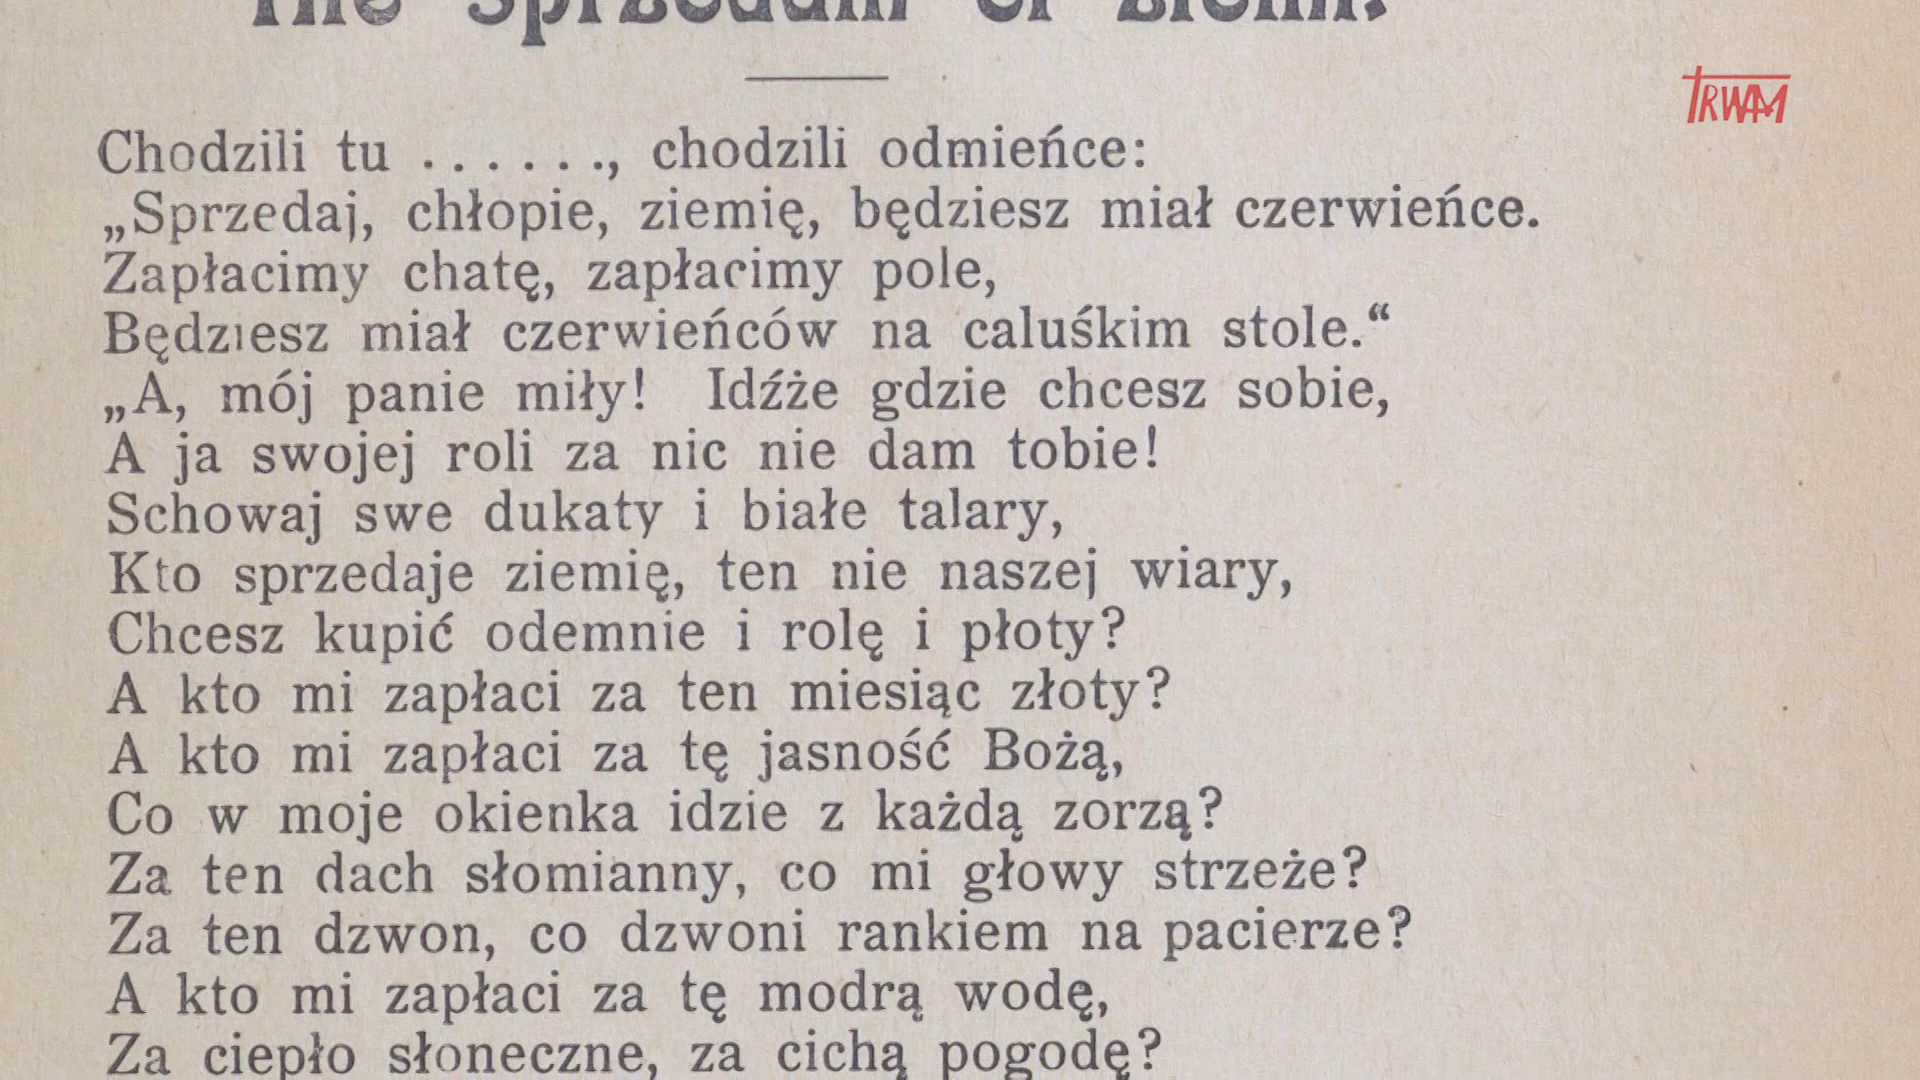 Nie sprzedam ci ziemi.
TRWAM
Chodzili tu . . . . . ., chodzili odmieńce:
„Sprzedaj, chłopie, ziemię, będziesz miał czerwieńce.
Zapłacimy chatę, zapłacimy pole,
Będziesz miał czerwieńców na caluśkim stole.“
„A, mój panie miły! Idźże gdzie chcesz sobie,
A ja swojej roli za nic nie dam tobie!
Schowaj swe dukaty i białe talary,
Kto sprzedaje ziemię, ten nie naszej wiary,
Chcesz kupić odemnie i rolę i płoty?
A kto mi zapłaci za ten miesiąc złoty?
A kto mi zapłaci za tę jasność Bożą,
Co w moje okienka idzie z każdą zorzą?
Za ten dach słomianny, co mi głowy strzeże?
Za ten dzwon, co dzwoni rankiem na pacierze?
A kto mi zapłaci za tę modrą wodę,
Za ciepło słoneczne, za cichą pogodę?